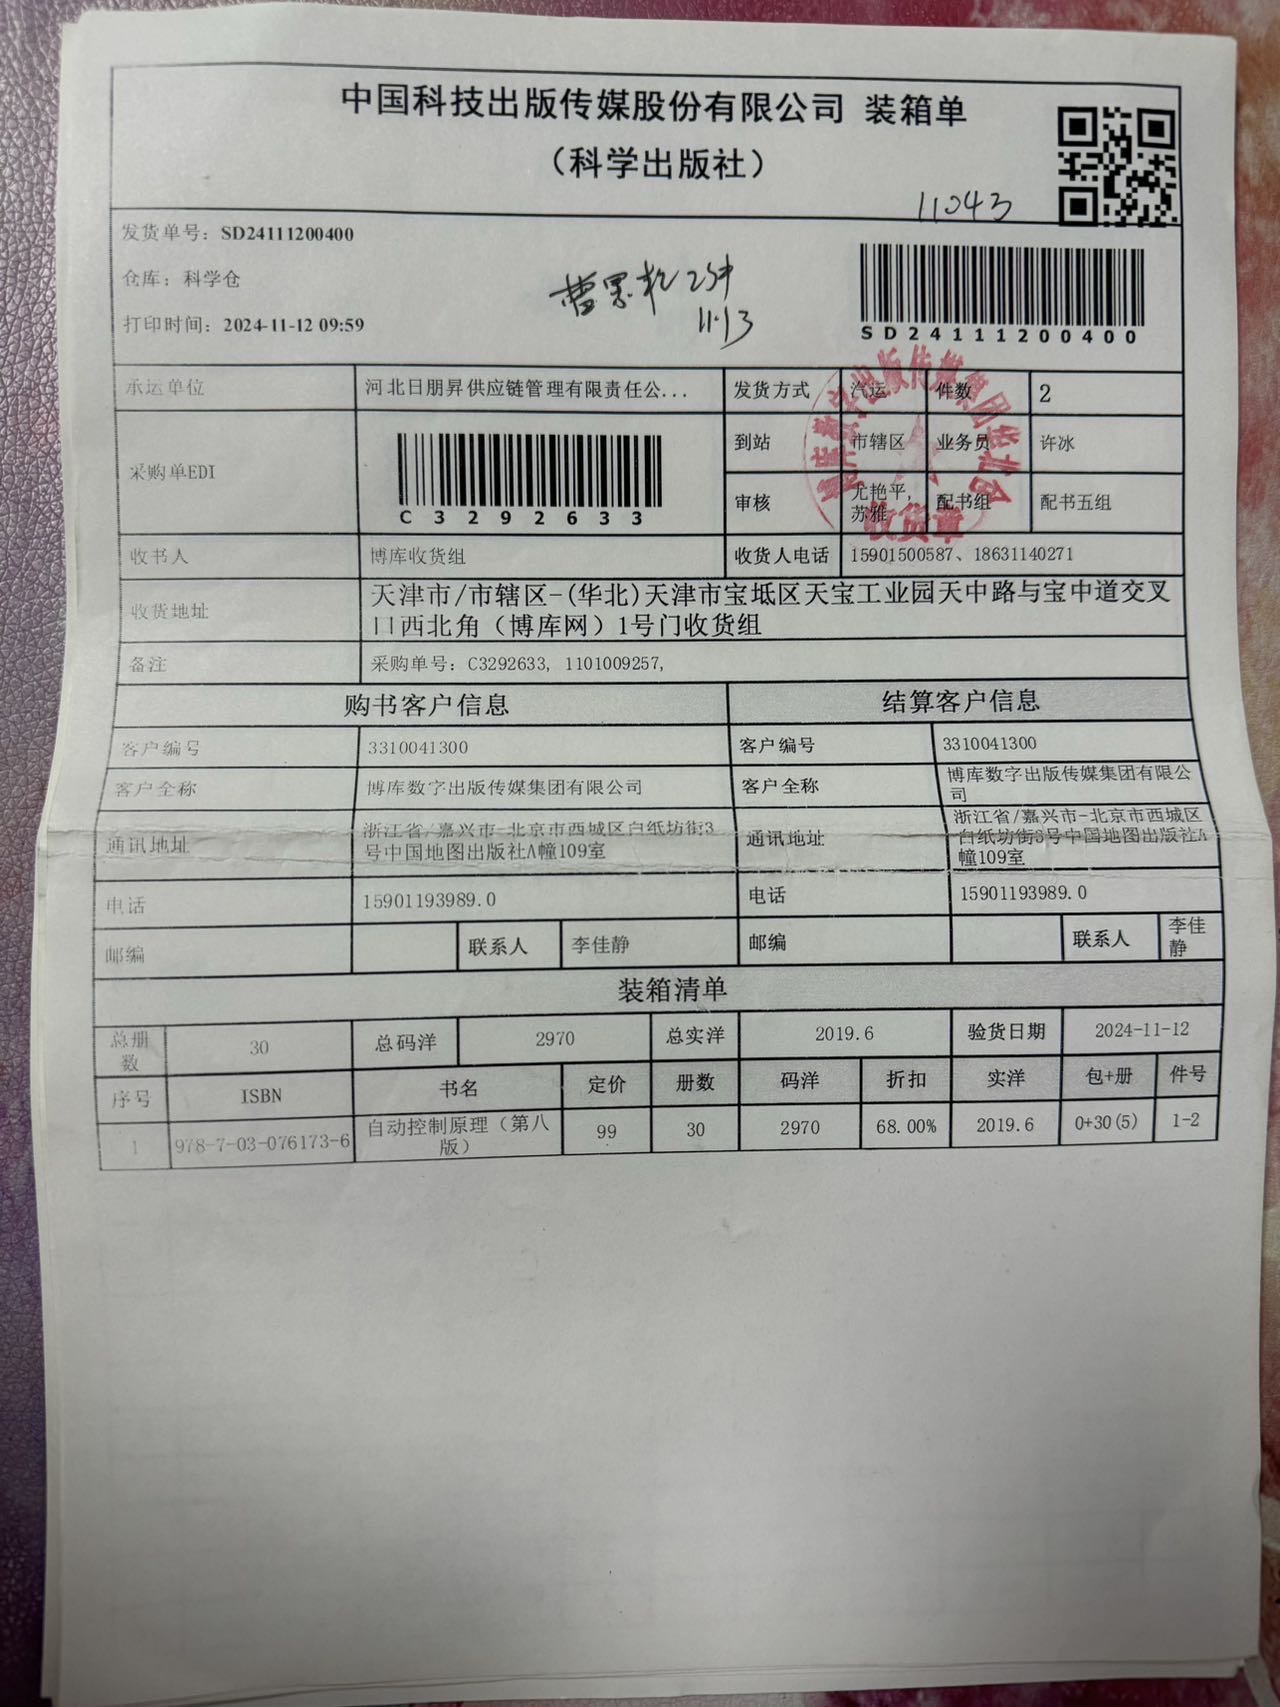 中国科技出版传媒股份有限公司 装箱单
（科学出版社）
11043
发货单号：SD24111200400
仓库：科学仓
打印时间：2024-11-12 09:59
2件
11.13
SD24111200400
承运单位 河北日朋昇供应链管理有限责任公... 发货方式 汽运 件数 2
采购单EDI C3292633 到站 市辖区 业务员 许冰
审核 尤艳平，苏雅 配书组 配书五组
收货章
收书人 博库收货组 收货人电话 15901500587、18631140271
收货地址 天津市/市辖区-(华北)天津市宝坻区天宝工业园天中路与宝中道交叉
口西北角（博库网）1号门收货组
备注 采购单号：C3292633, 1101009257,
购书客户信息 结算客户信息
客户编号 3310041300 客户编号 3310041300
客户全称 博库数字出版传媒集团有限公司 客户全称 博库数字出版传媒集团有限公司
通讯地址 浙江省/嘉兴市-北京市西城区白纸坊街3号中国地图出版社A幢109室 通讯地址 浙江省/嘉兴市-北京市西城区白纸坊街3号中国地图出版社A幢109室
电话 15901193989.0 电话 15901193989.0
邮编 联系人 李佳静 邮编 联系人 李佳静
装箱清单
总册数 30 总码洋 2970 总实洋 2019.6 验货日期 2024-11-12
序号 ISBN 书名 定价 册数 码洋 折扣 实洋 包+册 件号
1 978-7-03-076173-6 自动控制原理（第八版） 99 30 2970 68.00% 2019.6 0+30(5) 1-2